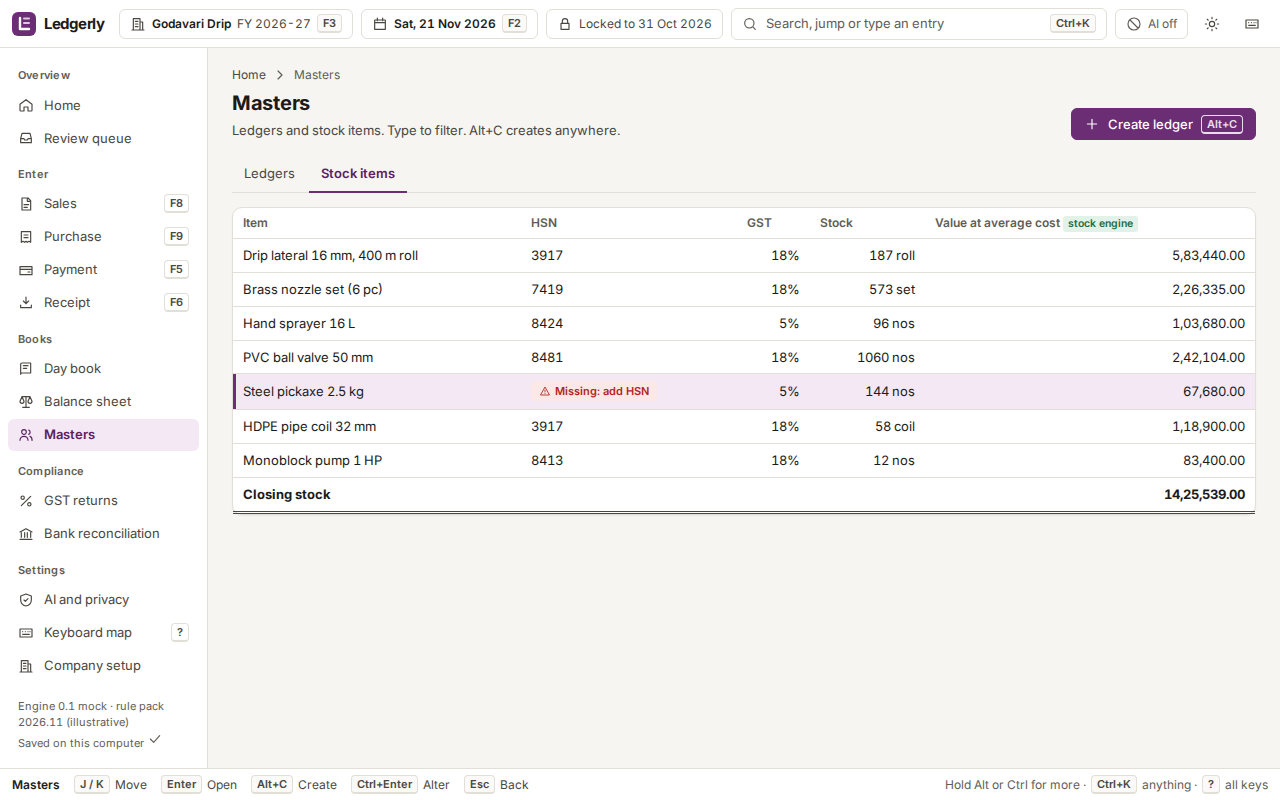 Ledgerly
Godavari Drip FY 2026-27 F3
Sat, 21 Nov 2026 F2
Locked to 31 Oct 2026
Search, jump or type an entry Ctrl+K
AI off
Overview
Home
Review queue
Enter
Sales F8
Purchase F9
Payment F5
Receipt F6
Books
Day book
Balance sheet
Masters
Compliance
GST returns
Bank reconciliation
Settings
AI and privacy
Keyboard map ?
Company setup
Engine 0.1 mock · rule pack
2026.11 (illustrative)
Saved on this computer
Home > Masters
Masters
Ledgers and stock items. Type to filter. Alt+C creates anywhere.
+ Create ledger Alt+C
Ledgers Stock items
Item HSN GST Stock Value at average cost stock engine
Drip lateral 16 mm, 400 m roll 3917 18% 187 roll 5,83,440.00
Brass nozzle set (6 pc) 7419 18% 573 set 2,26,335.00
Hand sprayer 16 L 8424 5% 96 nos 1,03,680.00
PVC ball valve 50 mm 8481 18% 1060 nos 2,42,104.00
Steel pickaxe 2.5 kg Missing: add HSN 5% 144 nos 67,680.00
HDPE pipe coil 32 mm 3917 18% 58 coil 1,18,900.00
Monoblock pump 1 HP 8413 18% 12 nos 83,400.00
Closing stock 14,25,539.00
Masters J / K Move Enter Open Alt+C Create Ctrl+Enter Alter Esc Back
Hold Alt or Ctrl for more · Ctrl+K anything · ? all keys